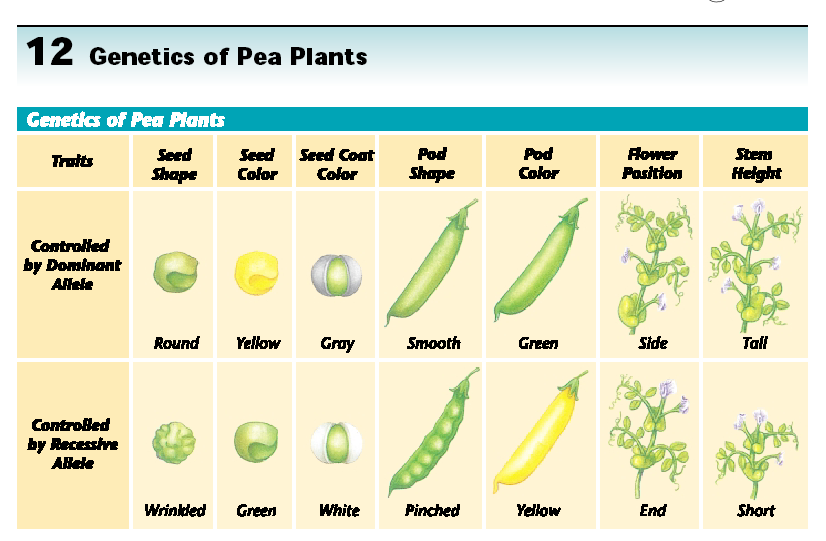 12 Genetics of Pea Plants
Genetics of Pea Plants
Traits
Seed
Shape
Seed
Color
Seed Coat
Color
Pod
Shape
Pod
Color
Flower
Position
Stem
Height
Controlled
by Dominant
Allele
Round
Yellow
Gray
Smooth
Green
Side
Tall
Controlled
by Recessive
Allele
Wrinkled
Green
White
Pinched
Yellow
End
Short